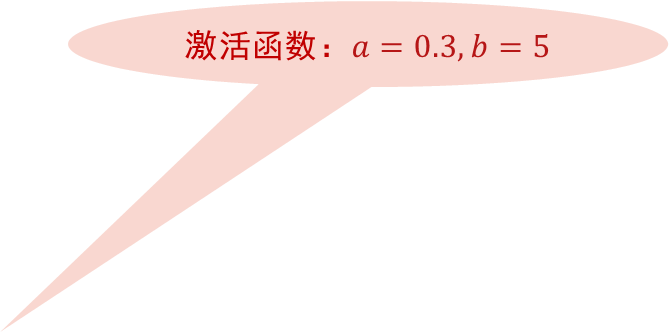 激活函数：a = 0.3, b = 5